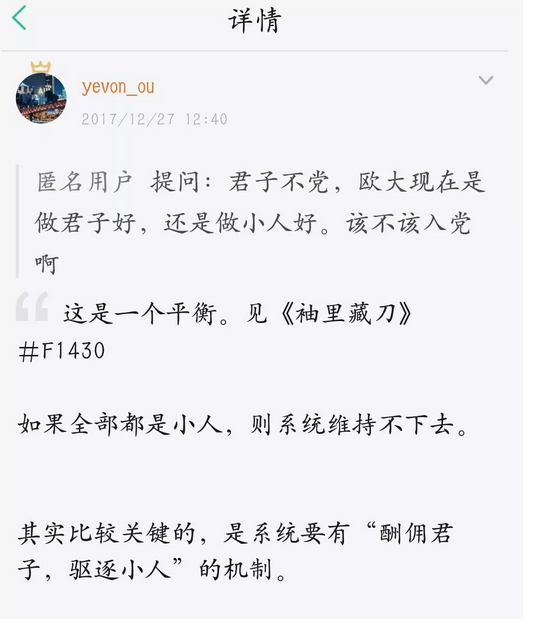 详情
yevon_ou
2017/12/27 12:40
匿名用户 提问：君子不党，欧大现在是
做君子好，还是做小人好。该不该入党
啊
这是一个平衡。见《袖里藏刀》
#F1430
如果全部都是小人，则系统维持不下去。
其实比较关键的，是系统要有“酬佣君
子，驱逐小人”的机制。